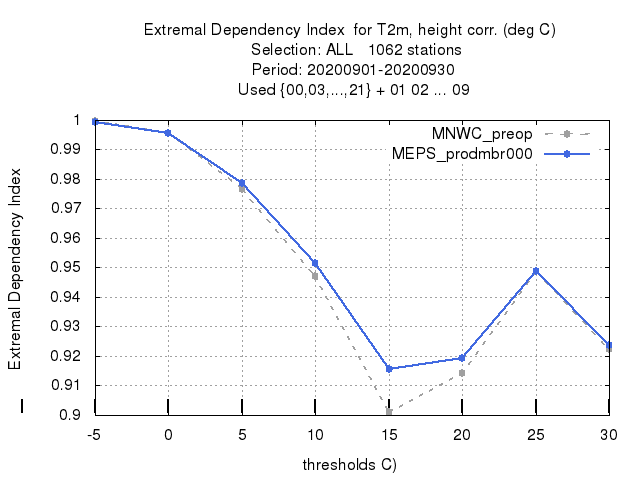 Extremal Dependency Index  for T2m, height corr. (deg C)
Selection: ALL   1062 stations
Period: 20200901-20200930
Used {00,03,...,21} + 01 02 ... 09
MNWC_preop
MEPS_prodmbr000
Extremal Dependency Index
1
0.99
0.98
0.97
0.96
0.95
0.94
0.93
0.92
0.91
0.9
-5 0 5 10 15 20 25 30
thresholds C)